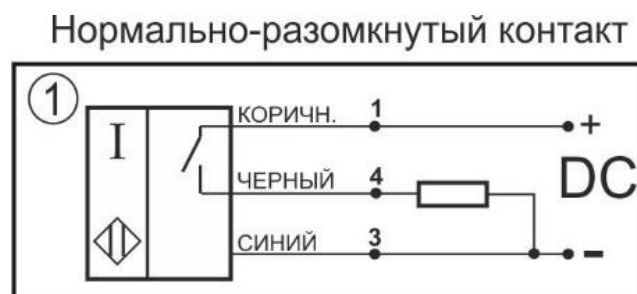 Нормально-разомкнутый контакт
1
I
КОРИЧН. 1 +
ЧЕРНЫЙ 4 DC
СИНИЙ 3 -